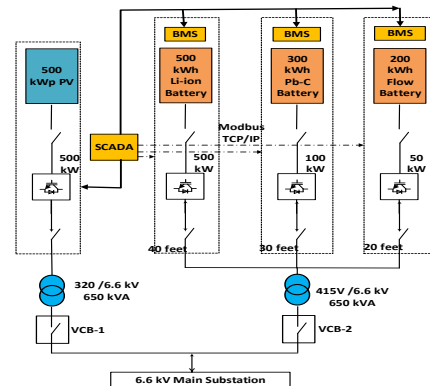 BMS
BMS
BMS
500
kWp PV
500
kWh
Li-ion
Battery
300
kWh
Pb-C
Battery
200
kWh
Flow
Battery
Modbus
TCP/IP
SCADA
500
kW
500
kW
100
kW
50
kW
40 feet
30 feet
20 feet
320 /6.6 kV
650 kVA
415V/6.6 kV
650 kVA
VCB-1
VCB-2
6.6 kV Main Substation